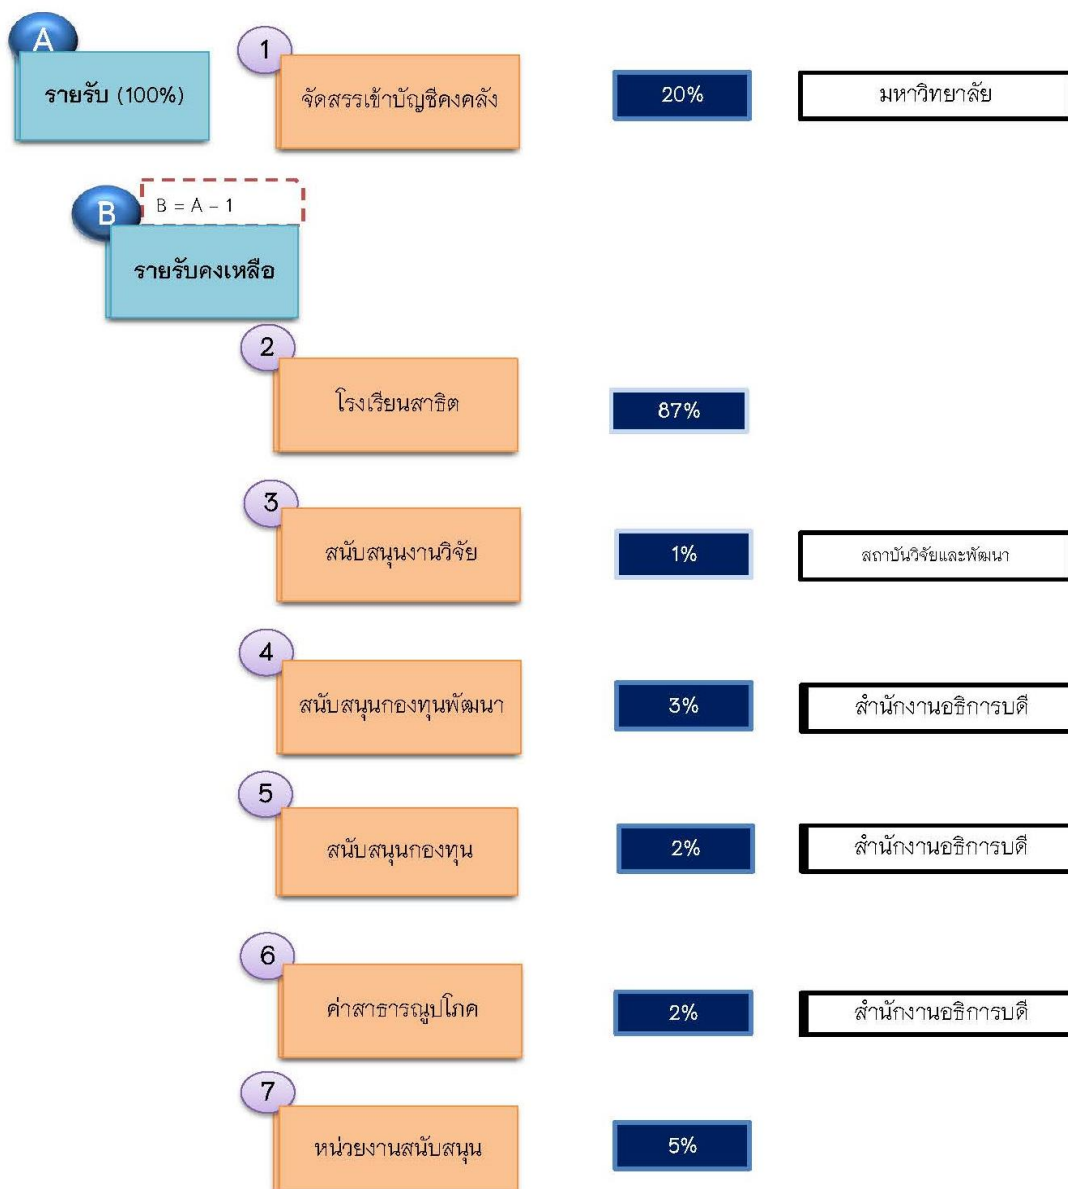 A
รายรับ (100%)
1
จัดสรรเข้าบัญชีคงคลัง
20%
มหาวิทยาลัย
B
B = A – 1
รายรับคงเหลือ
2
โรงเรียนสาธิต
87%
3
สนับสนุนงานวิจัย
1%
สถาบันวิจัยและพัฒนา
4
สนับสนุนกองทุนพัฒนา
3%
สำนักงานอธิการบดี
5
สนับสนุนกองทุน
2%
สำนักงานอธิการบดี
6
ค่าสาธารณูปโภค
2%
สำนักงานอธิการบดี
7
หน่วยงานสนับสนุน
5%